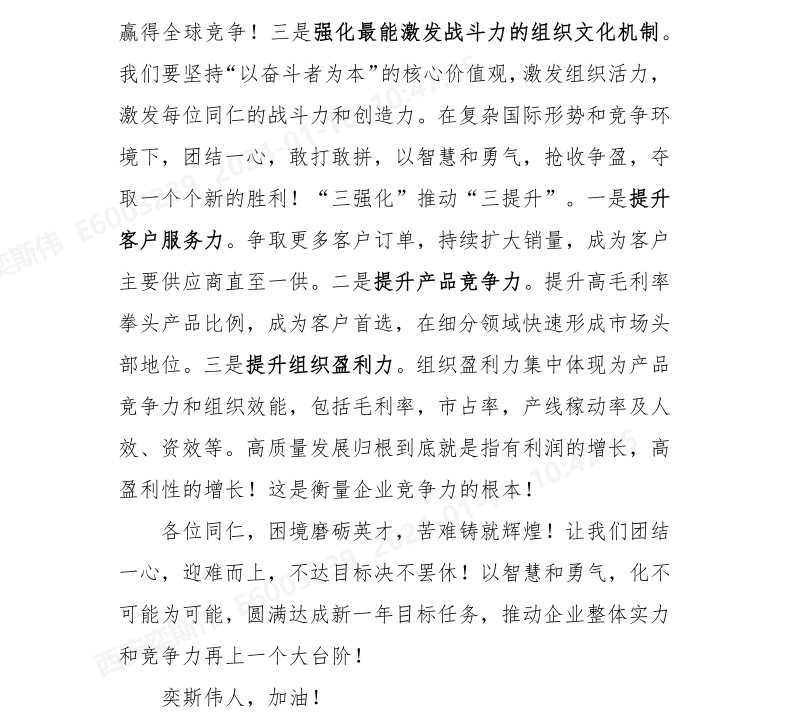 赢得全球竞争！三是强化最能激发战斗力的组织文化机制。
我们要坚持“以奋斗者为本”的核心价值观，激发组织活力，
激发每位同仁的战斗力和创造力。在复杂国际形势和竞争环
境下，团结一心，敢打敢拼，以智慧和勇气，抢收争盈，夺
取一个个新的胜利！“三强化”推动“三提升”。一是提升
客户服务力。争取更多客户订单，持续扩大销量，成为客户
主要供应商直至一供。二是提升产品竞争力。提升高毛利率
拳头产品比例，成为客户首选，在细分领域快速形成市场头
部地位。三是提升组织盈利力。组织盈利力集中体现为产品
竞争力和组织效能，包括毛利率，市占率，产线稼动率及人
效、资效等。高质量发展归根到底就是指有利润的增长，高
盈利性的增长！这是衡量企业竞争力的根本！
各位同仁，困境磨砺英才，苦难铸就辉煌！让我们团结
一心，迎难而上，不达目标决不罢休！以智慧和勇气，化不
可能为可能，圆满达成新一年目标任务，推动企业整体实力
和竞争力再上一个大台阶！
奕斯伟人，加油！